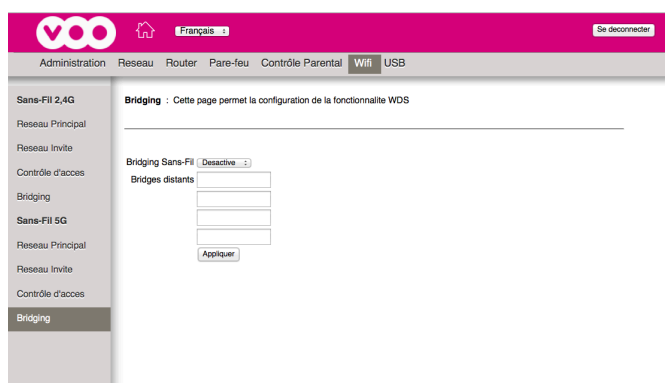 VOO
Français
Se deconnecter
Administration Reseau Router Pare-feu Contrôle Parental Wifi USB
Sans-Fil 2,4G
Reseau Principal
Reseau Invite
Contrôle d'acces
Bridging
Sans-Fil 5G
Reseau Principal
Reseau Invite
Contrôle d'acces
Bridging
Bridging : Cette page permet la configuration de la fonctionnalite WDS
Bridging Sans-Fil Desactive
Bridges distants
Appliquer